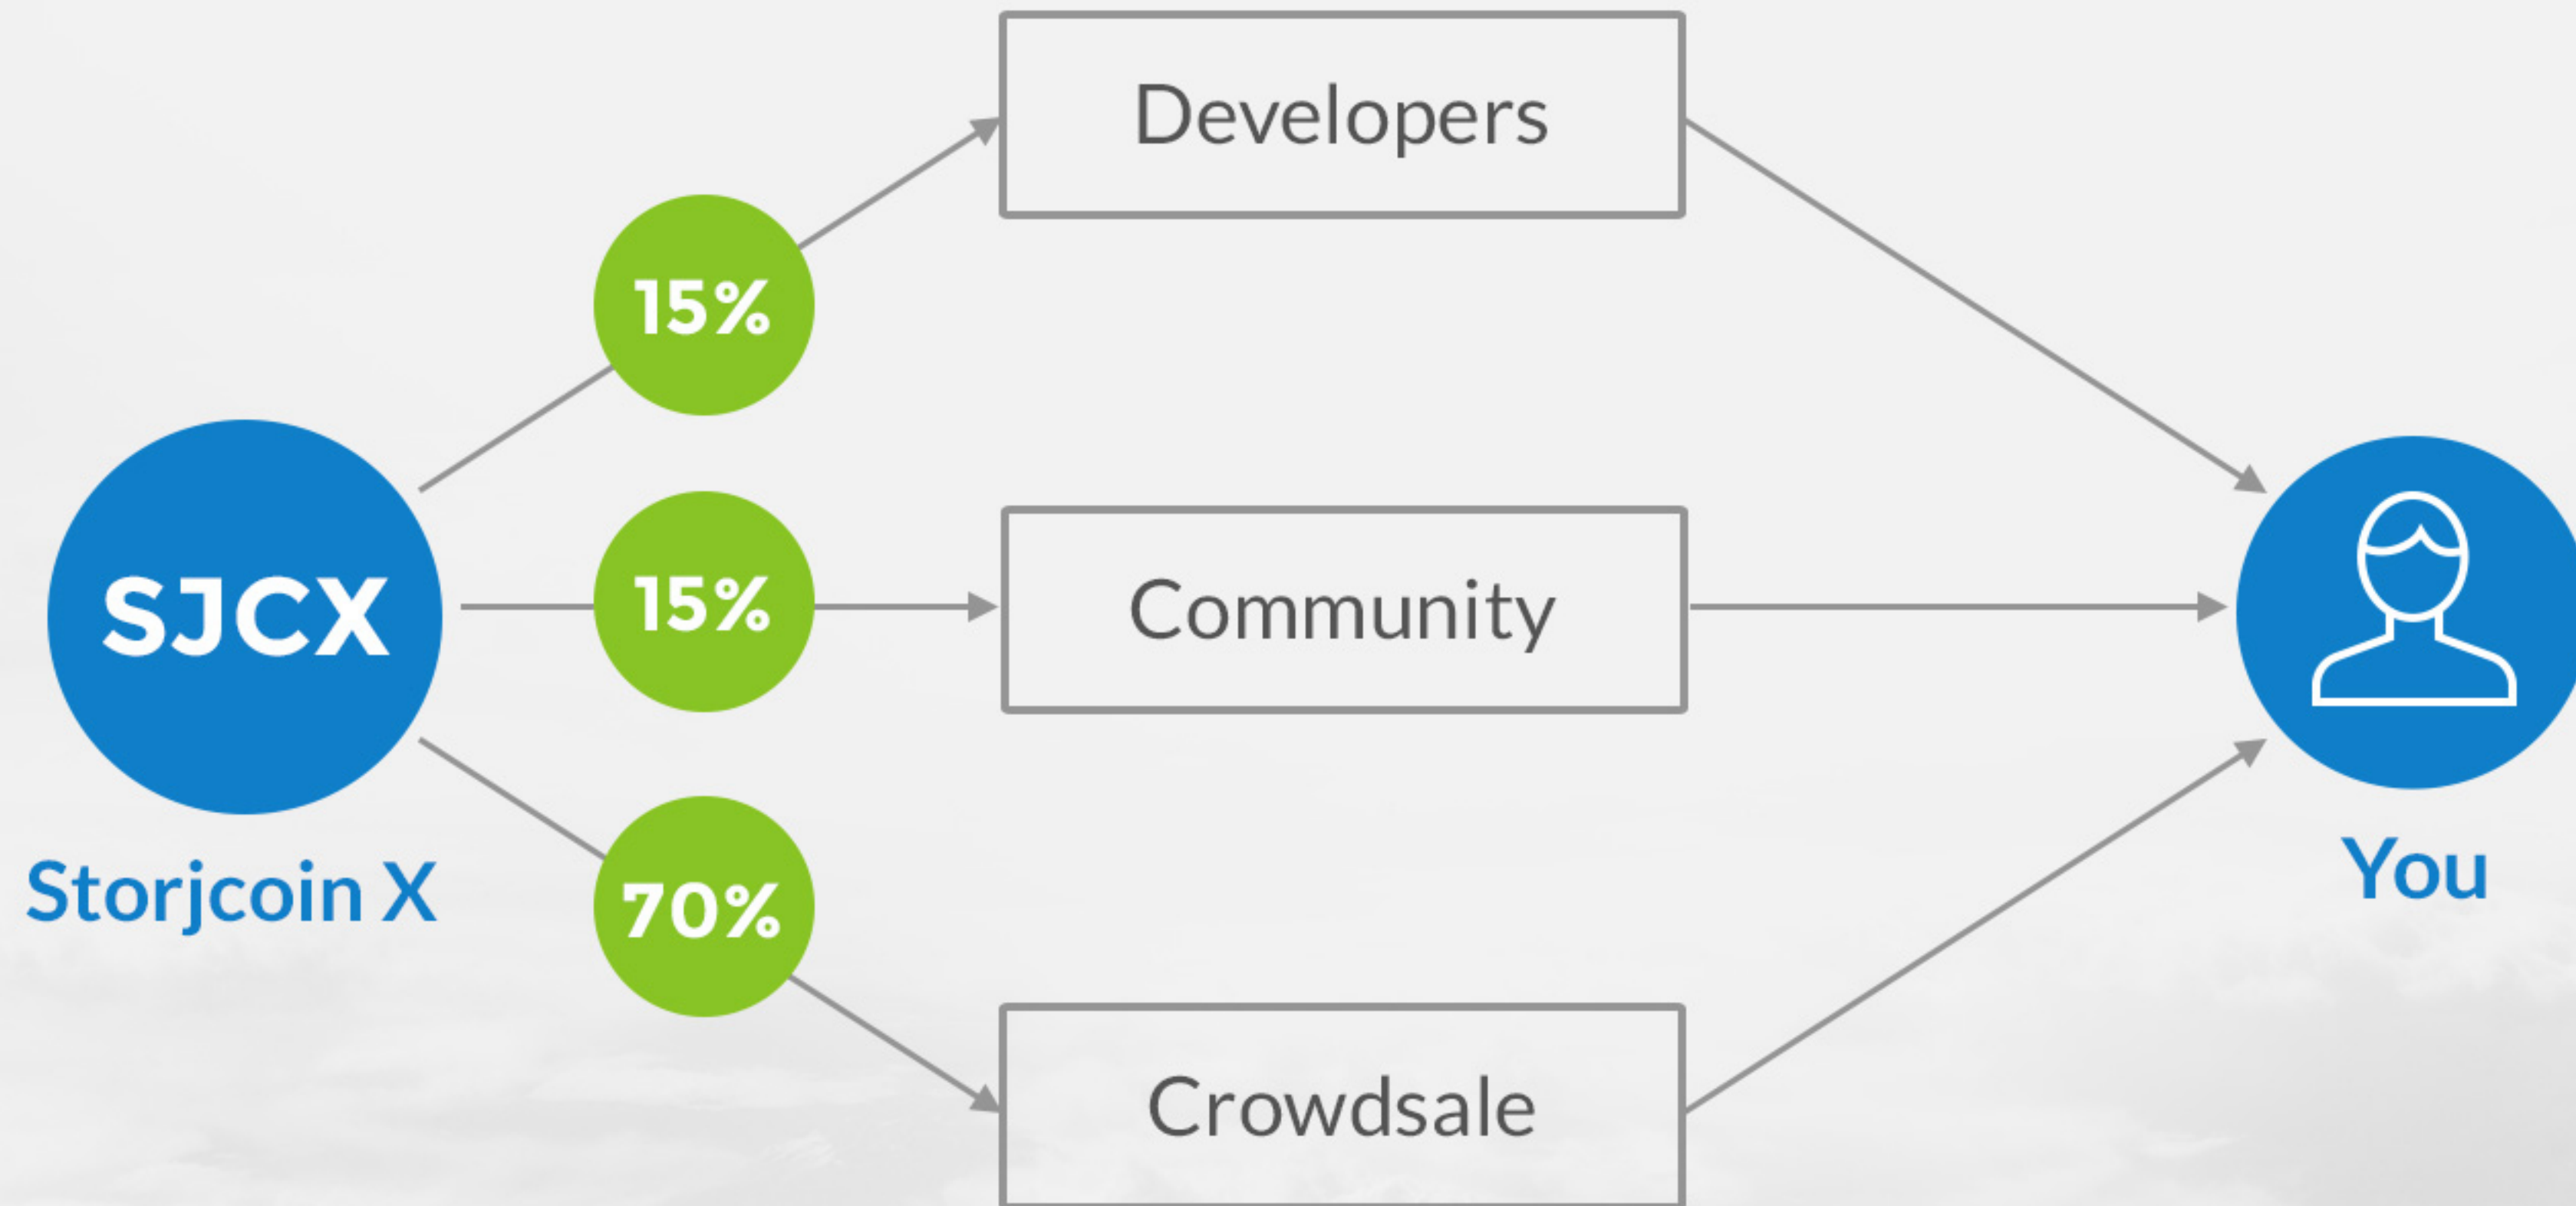 Developers
15%
SJCX
15%
Community
Storjcoin X
70%
You
Crowdsale